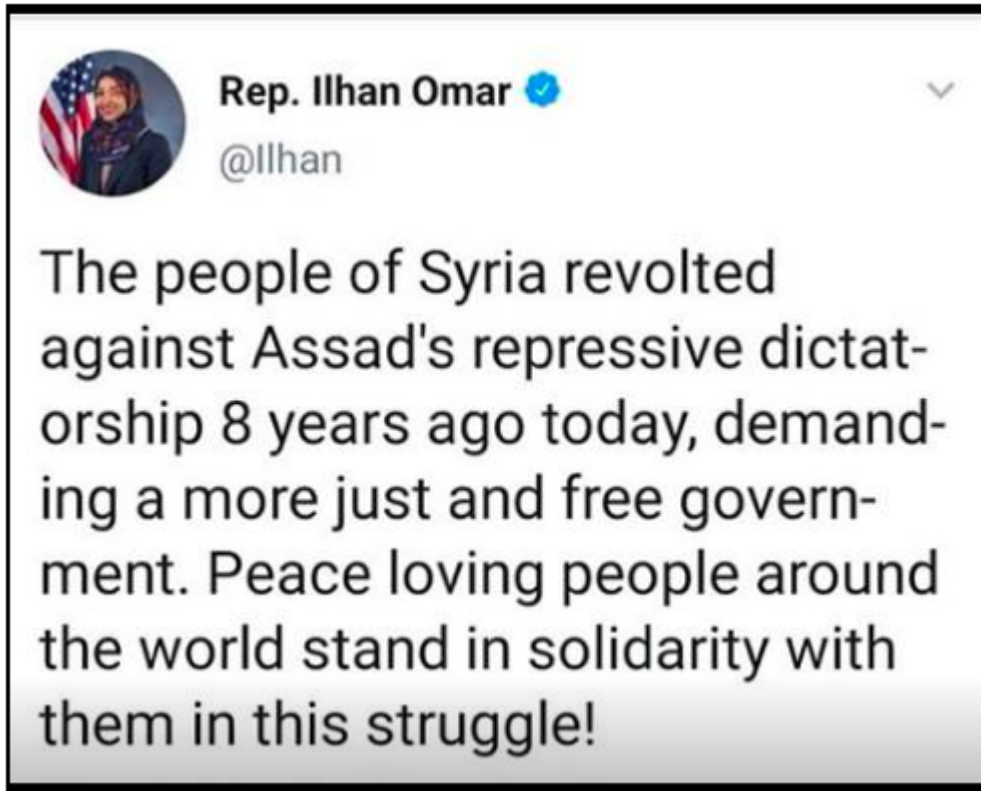 Rep. Ilhan Omar
@Ilhan
The people of Syria revolted
against Assad's repressive dictat-
orship 8 years ago today, demand-
ing a more just and free govern-
ment. Peace loving people around
the world stand in solidarity with
them in this struggle!